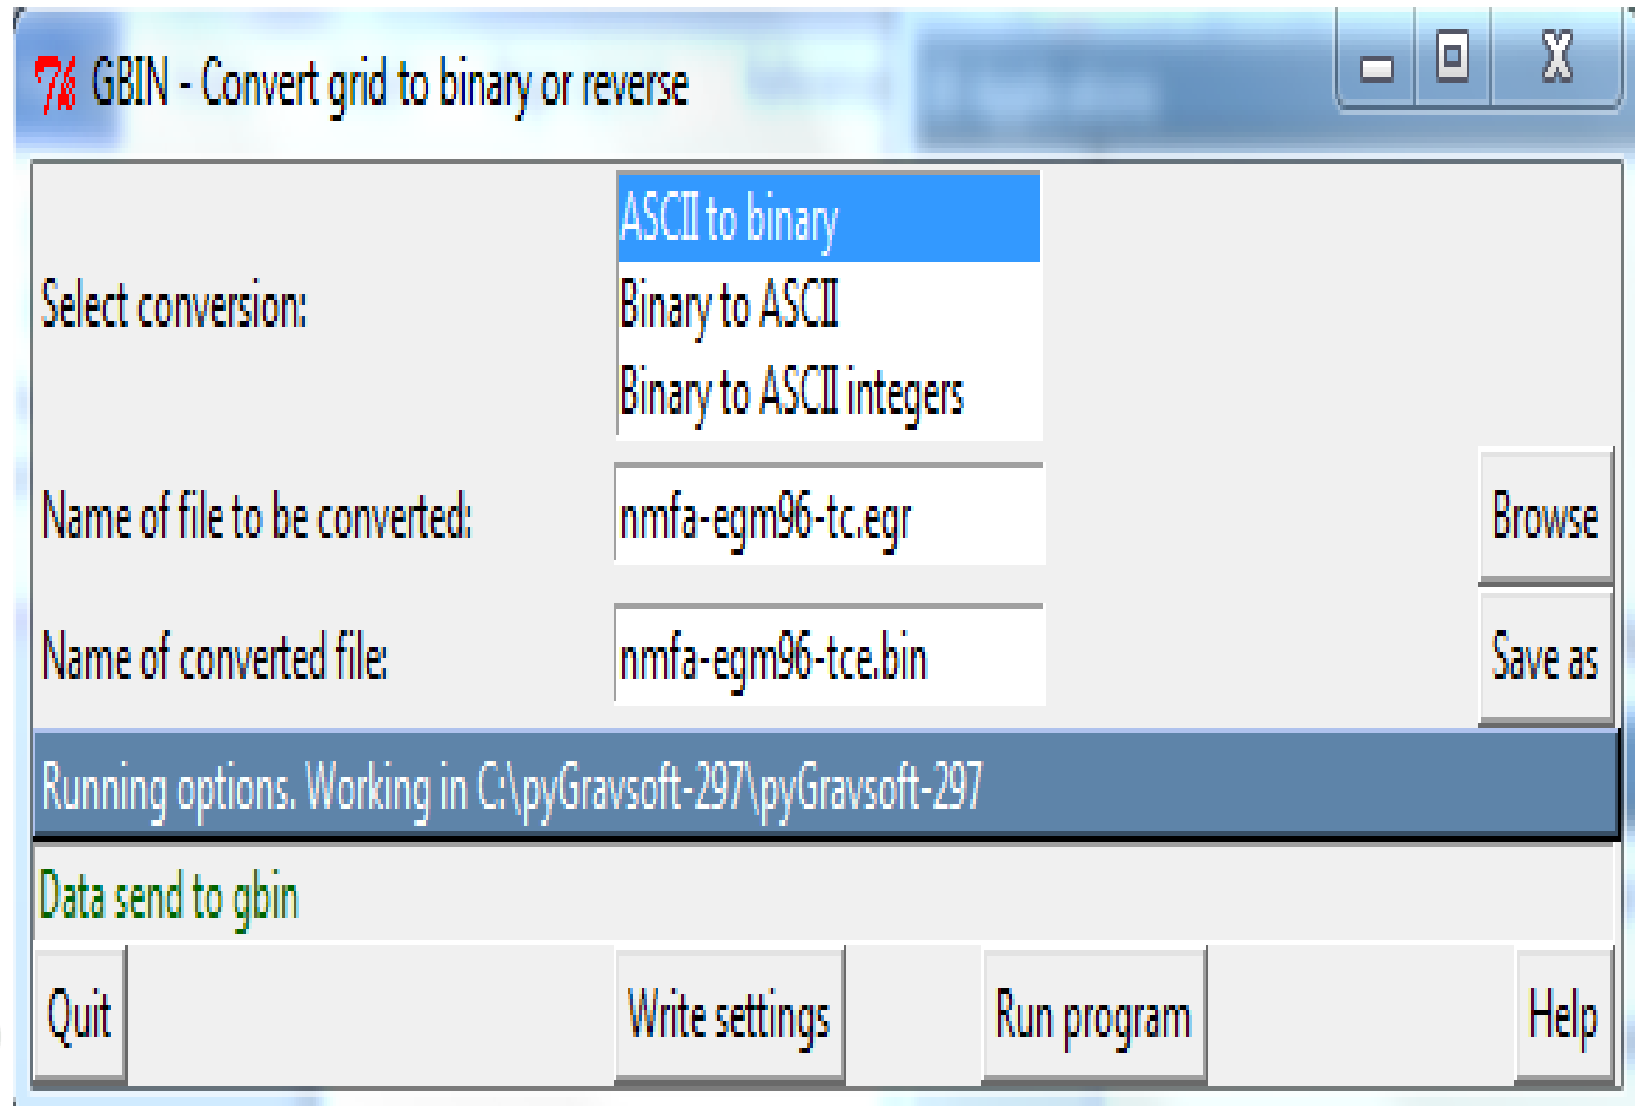 GBIN - Convert grid to binary or reverse
Select conversion:
ASCII to binary
Binary to ASCII
Binary to ASCII integers
Name of file to be converted: nmfa-egm96-tc.egr Browse
Name of converted file: nmfa-egm96-tce.bin Save as
Running options. Working in C:\pyGravsoft-297\pyGravsoft-297
Data send to gbin
Quit Write settings Run program Help